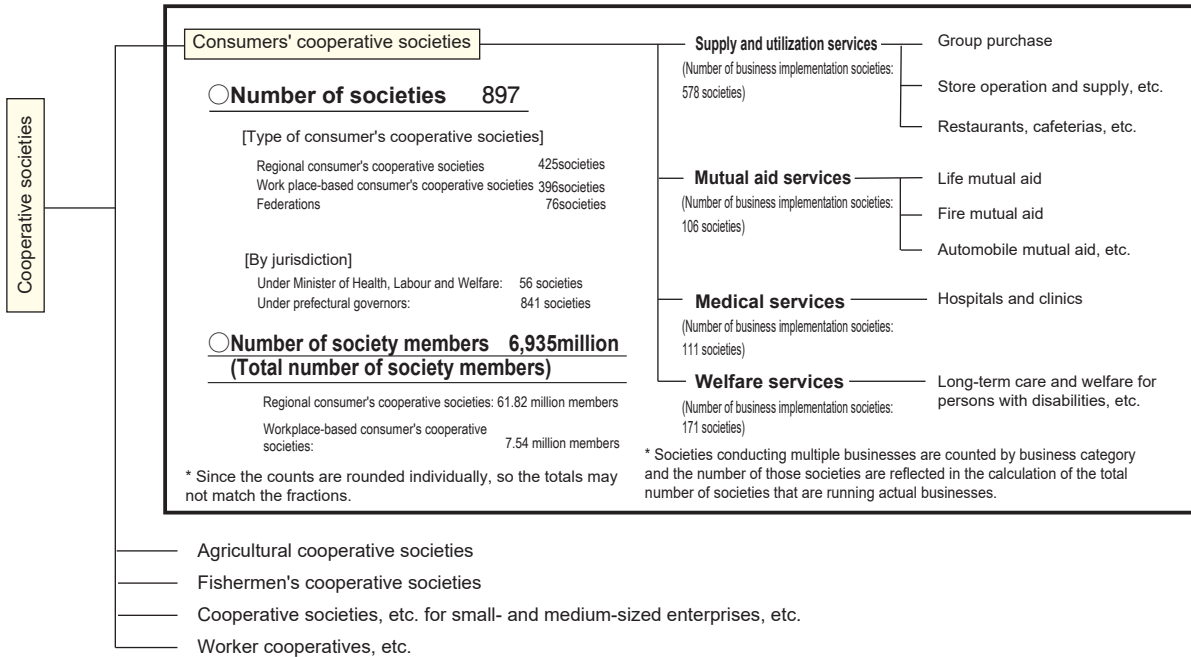 Cooperative societies
Consumers' cooperative societies
○Number of societies 897
[Type of consumer's cooperative societies]
Regional consumer's cooperative societies 425societies
Work place-based consumer's cooperative societies 396societies
Federations 76societies
[By jurisdiction]
Under Minister of Health, Labour and Welfare: 56 societies
Under prefectural governors: 841 societies
○Number of society members 6,935million
(Total number of society members)
Regional consumer's cooperative societies: 61.82 million members
Workplace-based consumer's cooperative
societies: 7.54 million members
* Since the counts are rounded individually, so the totals may
not match the fractions.
Supply and utilization services
(Number of business implementation societies:
578 societies)
Group purchase
Store operation and supply, etc.
Restaurants, cafeterias, etc.
Mutual aid services
(Number of business implementation societies:
106 societies)
Life mutual aid
Fire mutual aid
Automobile mutual aid, etc.
Medical services
(Number of business implementation societies:
111 societies)
Hospitals and clinics
Welfare services
(Number of business implementation societies:
171 societies)
Long-term care and welfare for
persons with disabilities, etc.
* Societies conducting multiple businesses are counted by business category
and the number of those societies are reflected in the calculation of the total
number of societies that are running actual businesses.
Agricultural cooperative societies
Fishermen's cooperative societies
Cooperative societies, etc. for small- and medium-sized enterprises, etc.
Worker cooperatives, etc.